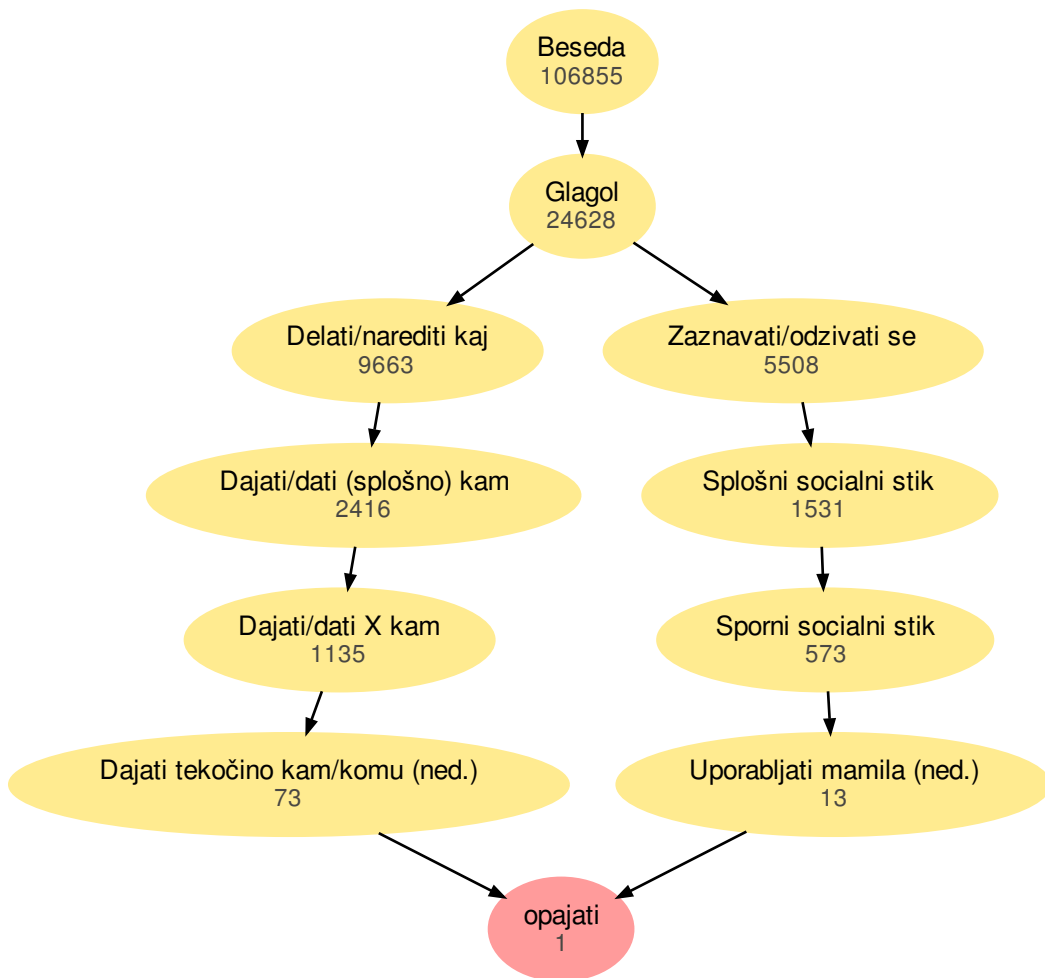 Beseda
106855
Glagol
24628
Delati/narediti kaj
9663
Zaznavati/odzivati se
5508
Dajati/dati (splošno) kam
2416
Splošni socialni stik
1531
Dajati/dati X kam
1135
Sporni socialni stik
573
Dajati tekočino kam/komu (ned.)
73
Uporabljati mamila (ned.)
13
opajati
1